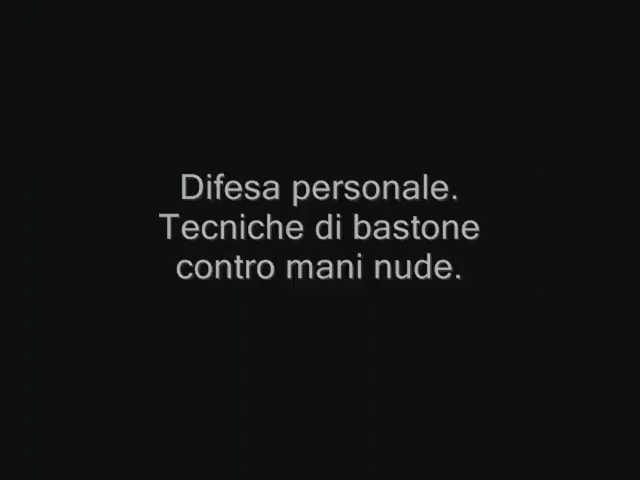 Difesa personale.
Tecniche di bastone
contro mani nude.